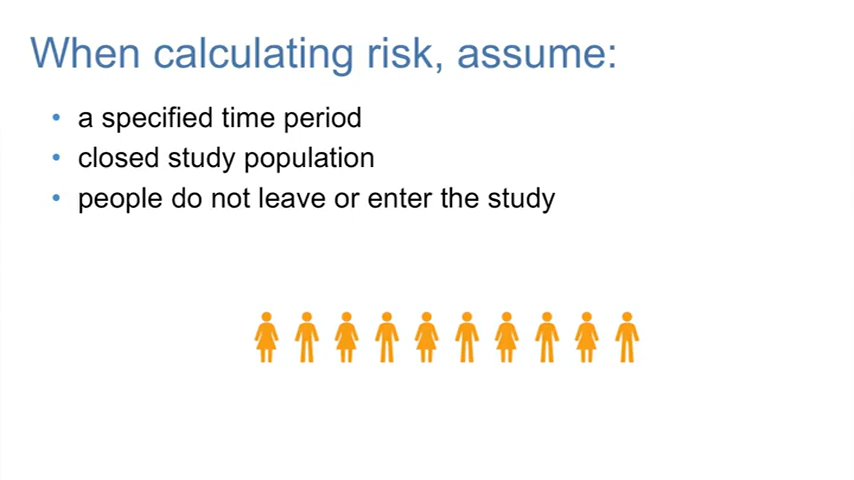 When calculating risk, assume:
• a specified time period
• closed study population
• people do not leave or enter the study